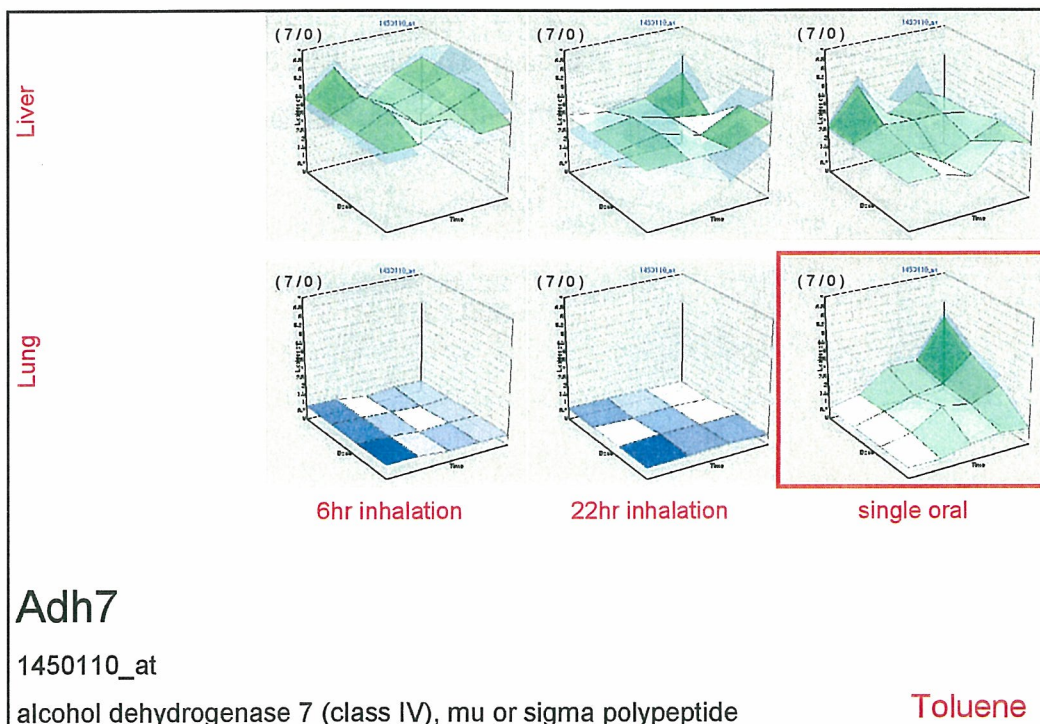 1450110_at 1450110_at 1450110_at
(7/0) (7/0) (7/0)
Liver
Time Time Time
1450110_at 1450110_at 1450110_at
(7/0) (7/0) (7/0)
Lung
Time Time Time
6hr inhalation 22hr inhalation single oral
Adh7
1450110_at
alcohol dehydrogenase 7 (class IV), mu or sigma polypeptide
Toluene